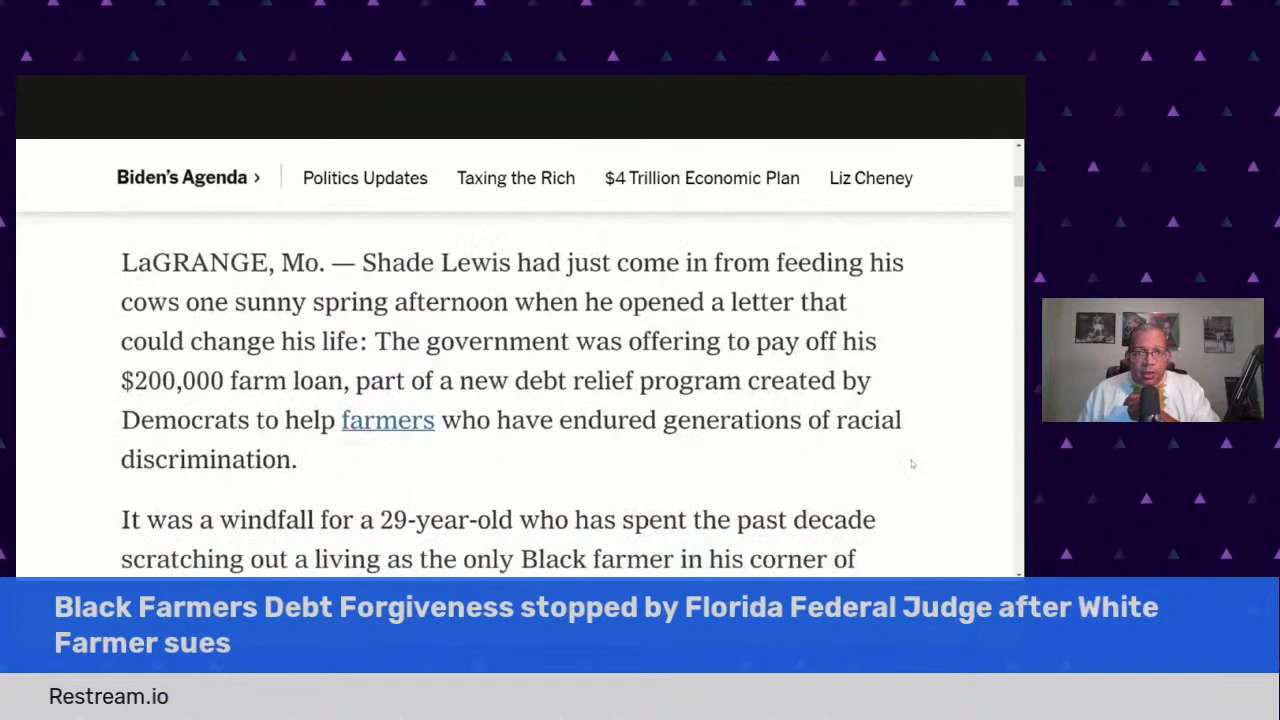 Biden's Agenda › Politics Updates Taxing the Rich $4 Trillion Economic Plan Liz Cheney
LaGRANGE, Mo. — Shade Lewis had just come in from feeding his
cows one sunny spring afternoon when he opened a letter that
could change his life: The government was offering to pay off his
$200,000 farm loan, part of a new debt relief program created by
Democrats to help farmers who have endured generations of racial
discrimination.
It was a windfall for a 29-year-old who has spent the past decade
scratching out a living as the only Black farmer in his corner of
Black Farmers Debt Forgiveness stopped by Florida Federal Judge after White
Farmer sues
Restream.io